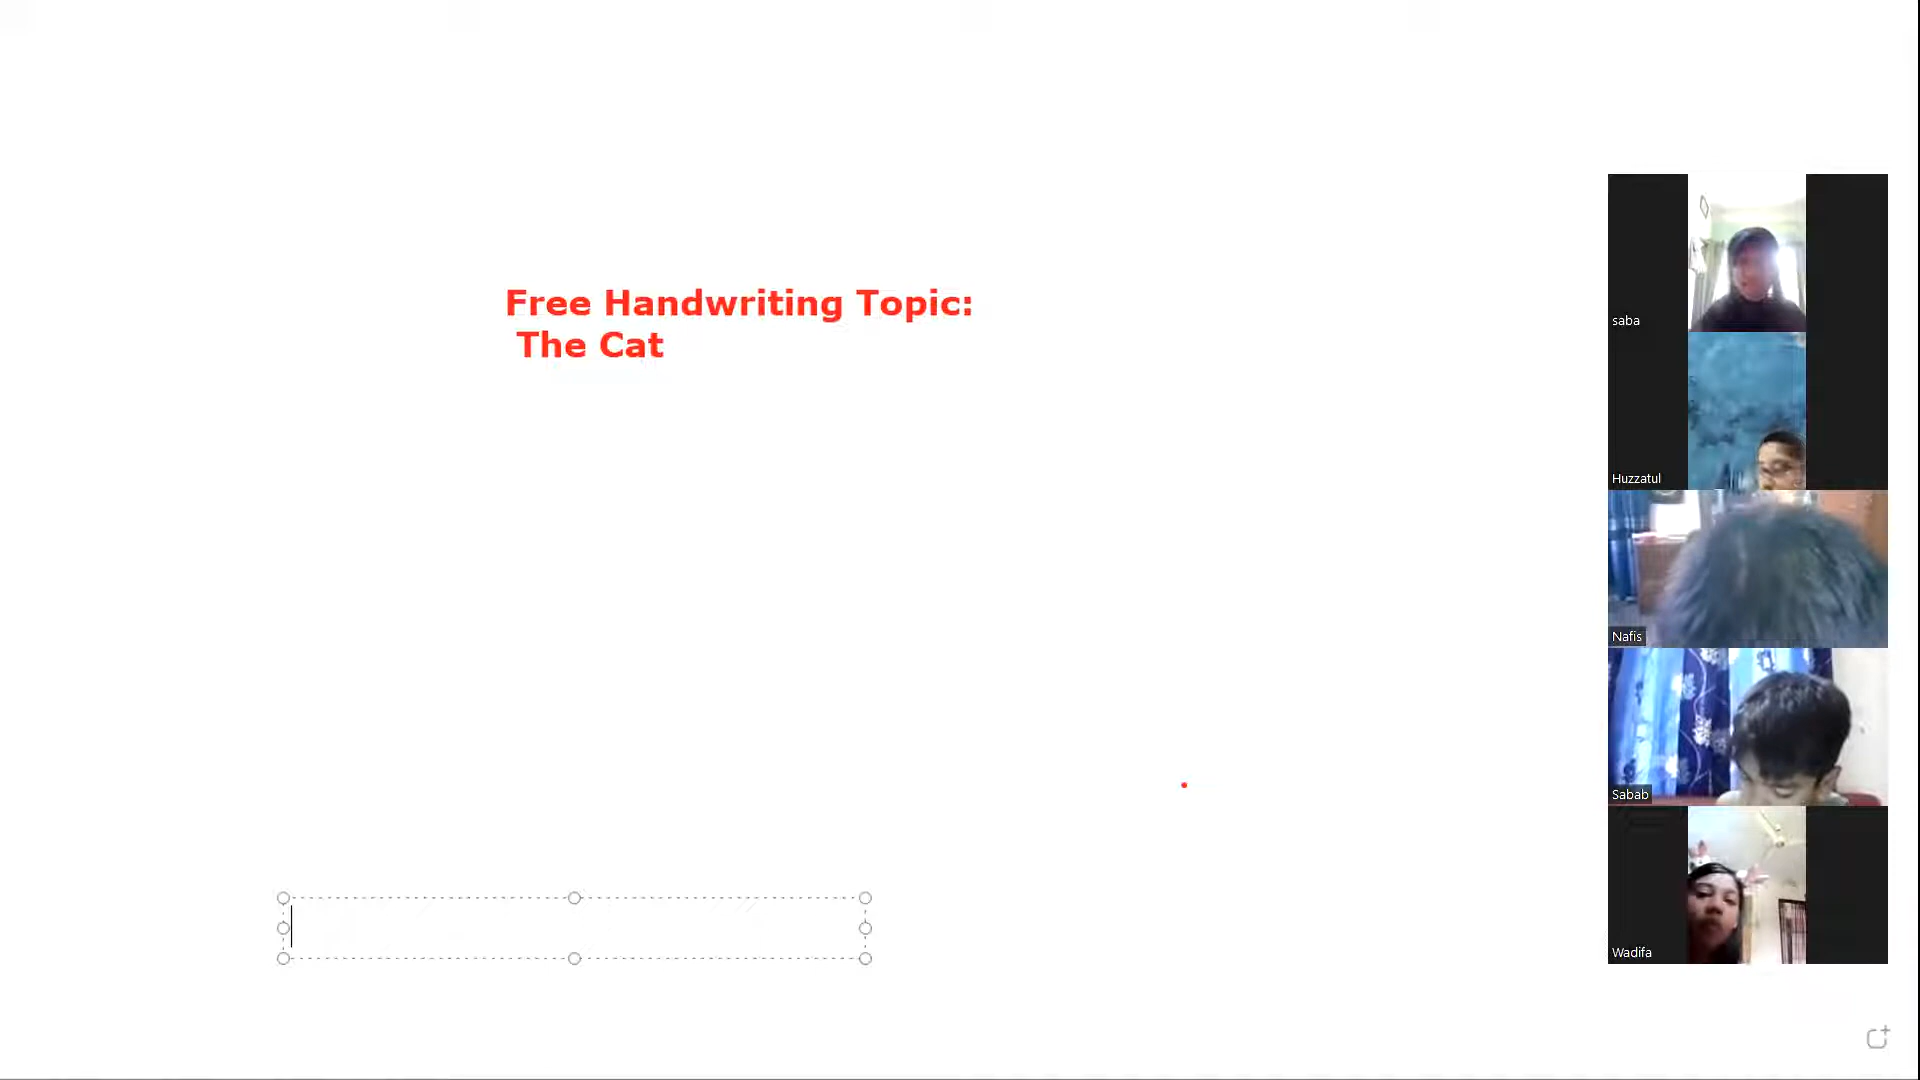 Free Handwriting Topic:
The Cat
saba
Huzzatul
Nafis
Sabab
Wadifa